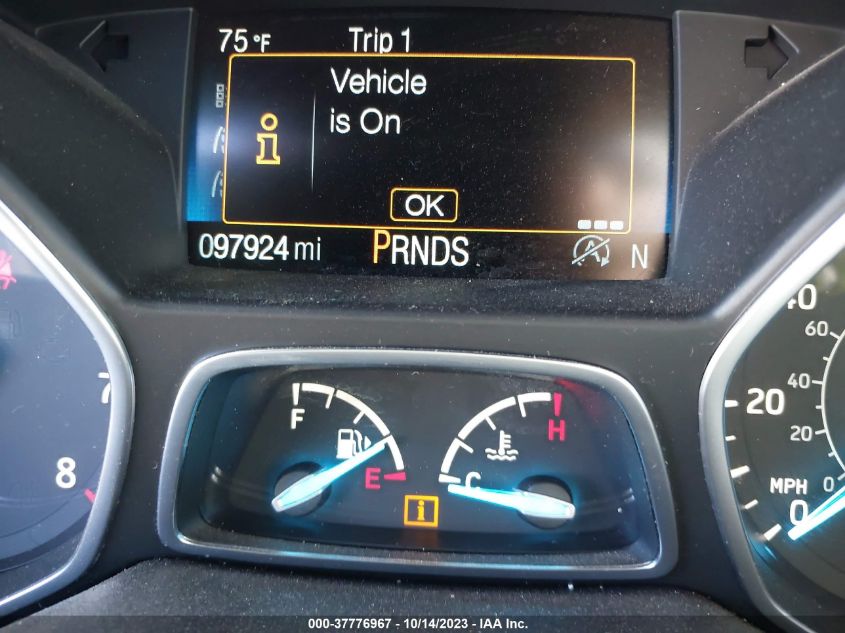 75 °F Trip 1
Vehicle
is On
i
OK
097924 mi PRNDS A N
40
60
40
20
20
0
MPH
0
7
8
F
E
H
C
i
000-37776967 - 10/14/2023 - IAA Inc.